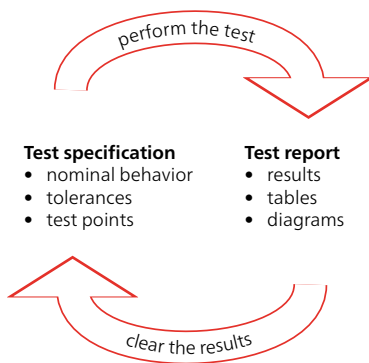 perform the test
Test specification
• nominal behavior
• tolerances
• test points
Test report
• results
• tables
• diagrams
clear the results